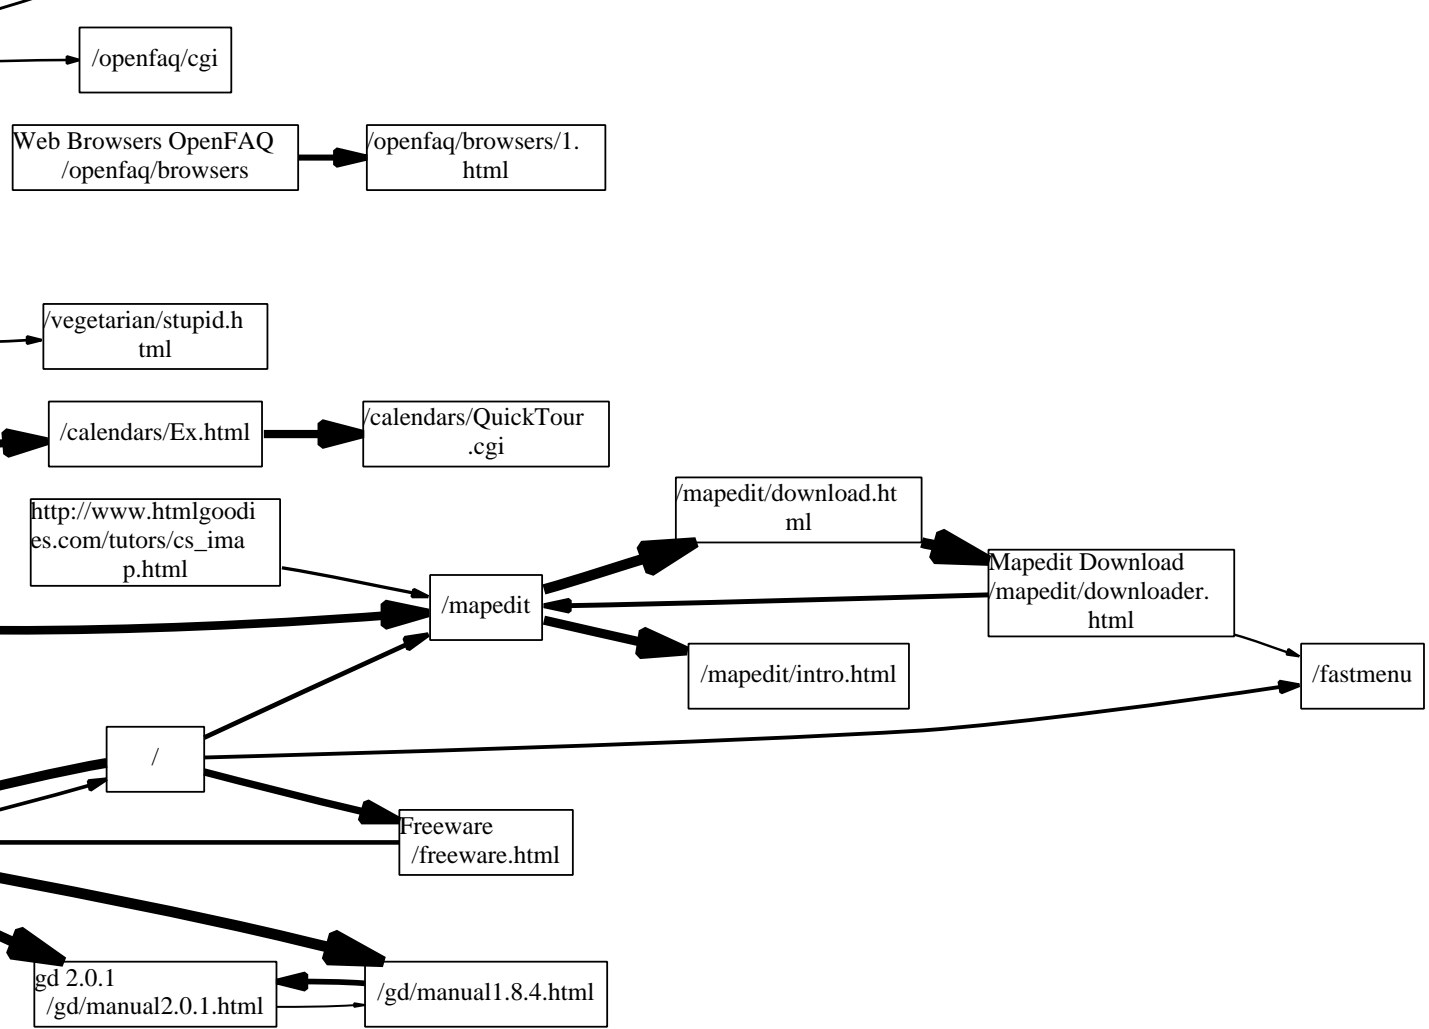 /openfaq/cgi
Web Browsers OpenFAQ
/openfaq/browsers
/openfaq/browsers/1.
html
/vegetarian/stupid.h
tml
/calendars/Ex.html
/calendars/QuickTour
.cgi
http://www.htmlgoodi
es.com/tutors/cs_ima
p.html
/mapedit
/mapedit/download.ht
ml
Mapedit Download
/mapedit/downloader.
html
/mapedit/intro.html
/fastmenu
/
Freeware
/freeware.html
gd 2.0.1
/gd/manual2.0.1.html
/gd/manual1.8.4.html